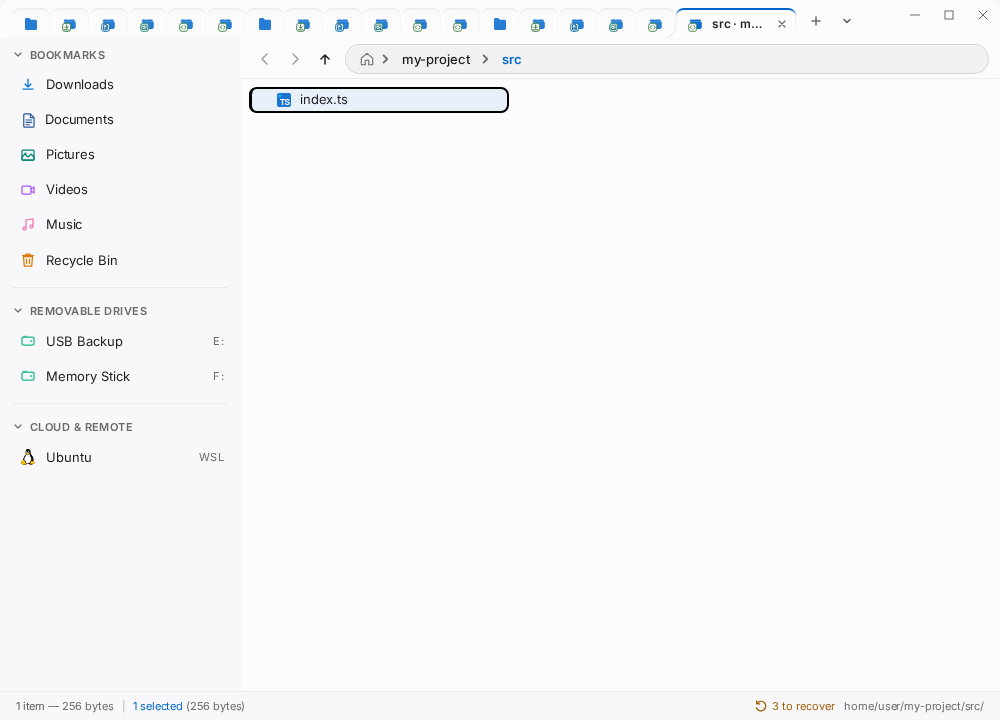 src · m...
BOOKMARKS
Downloads
Documents
Pictures
Videos
Music
Recycle Bin
REMOVABLE DRIVES
USB Backup E:
Memory Stick F:
CLOUD & REMOTE
Ubuntu WSL
my-project src
TS index.ts
1 item — 256 bytes 1 selected (256 bytes)
3 to recover home/user/my-project/src/